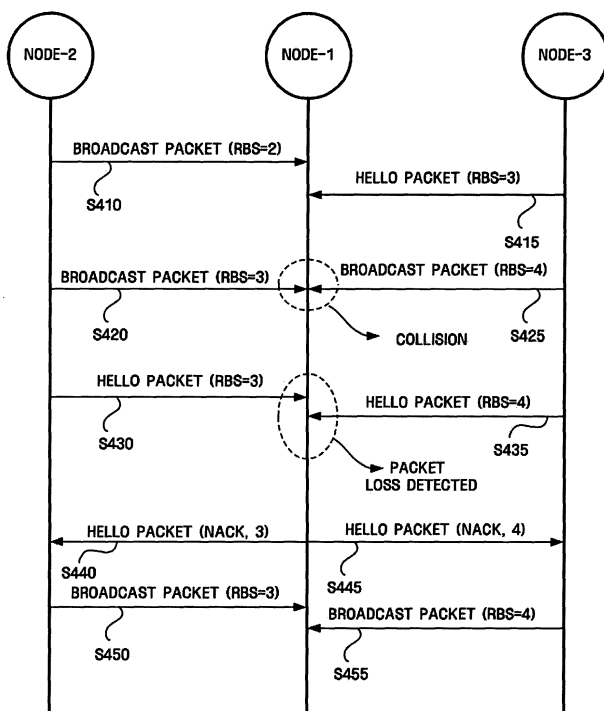 NODE-2
NODE-1
NODE-3
BROADCAST PACKET (RBS=2)
S410
HELLO PACKET (RBS=3)
S415
BROADCAST PACKET (RBS=3)
BROADCAST PACKET (RBS=4)
S420
S425
COLLISION
HELLO PACKET (RBS=3)
S430
HELLO PACKET (RBS=4)
S435
PACKET
LOSS DETECTED
HELLO PACKET (NACK, 3)
HELLO PACKET (NACK, 4)
S440
S445
BROADCAST PACKET (RBS=3)
S450
BROADCAST PACKET (RBS=4)
S455